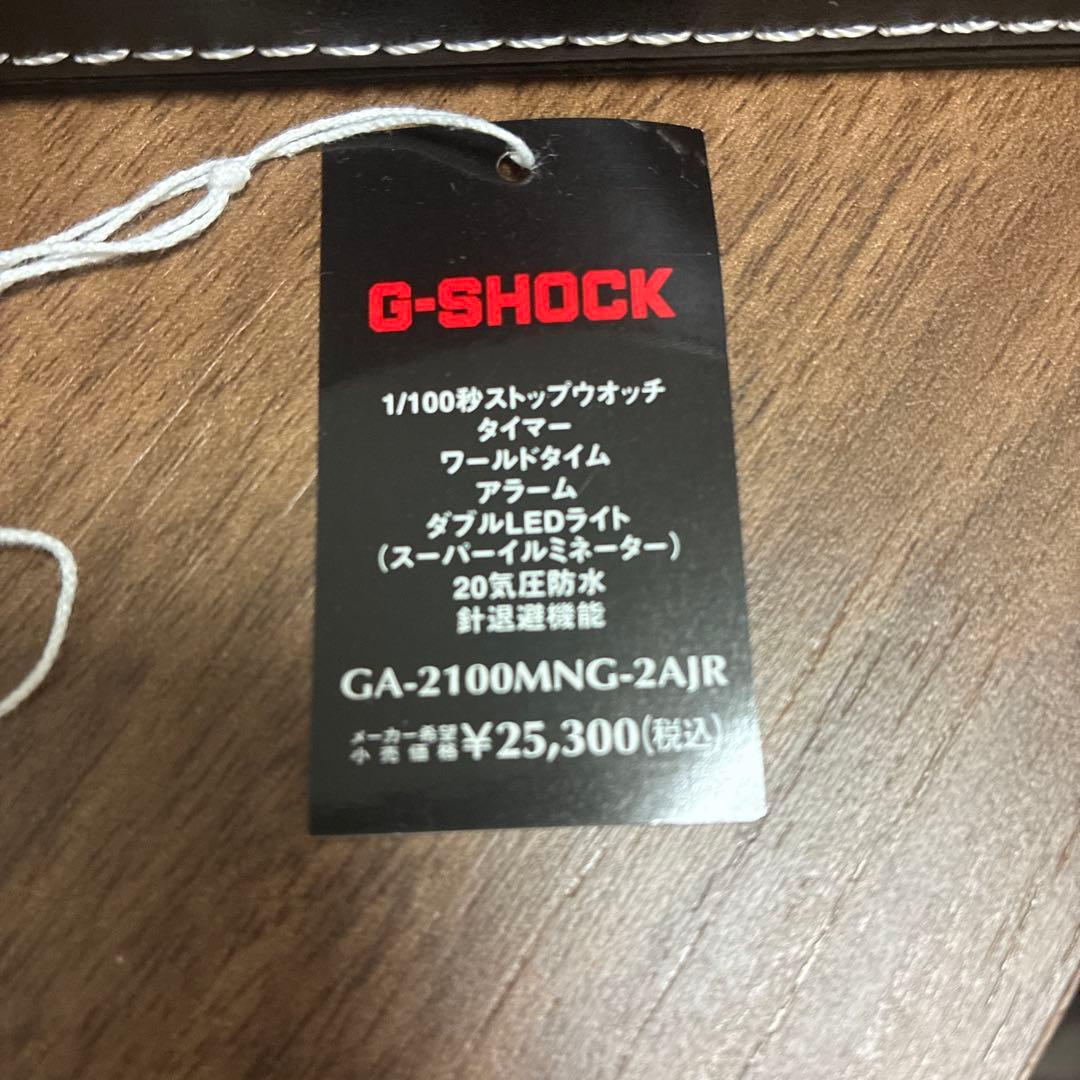 G-SHOCK
1/100秒ストップウオッチ
タイマー
ワールドタイム
アラーム
ダブルLEDライト
(スーパーイルミネーター)
20気圧防水
針退避機能
GA-2100MNG-2AJR
メーカー希望
小売価格¥25,300(税込)